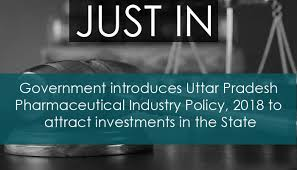 JUST IN
Government introduces Uttar Pradesh
Pharmaceutical Industry Policy, 2018 to
attract investments in the State